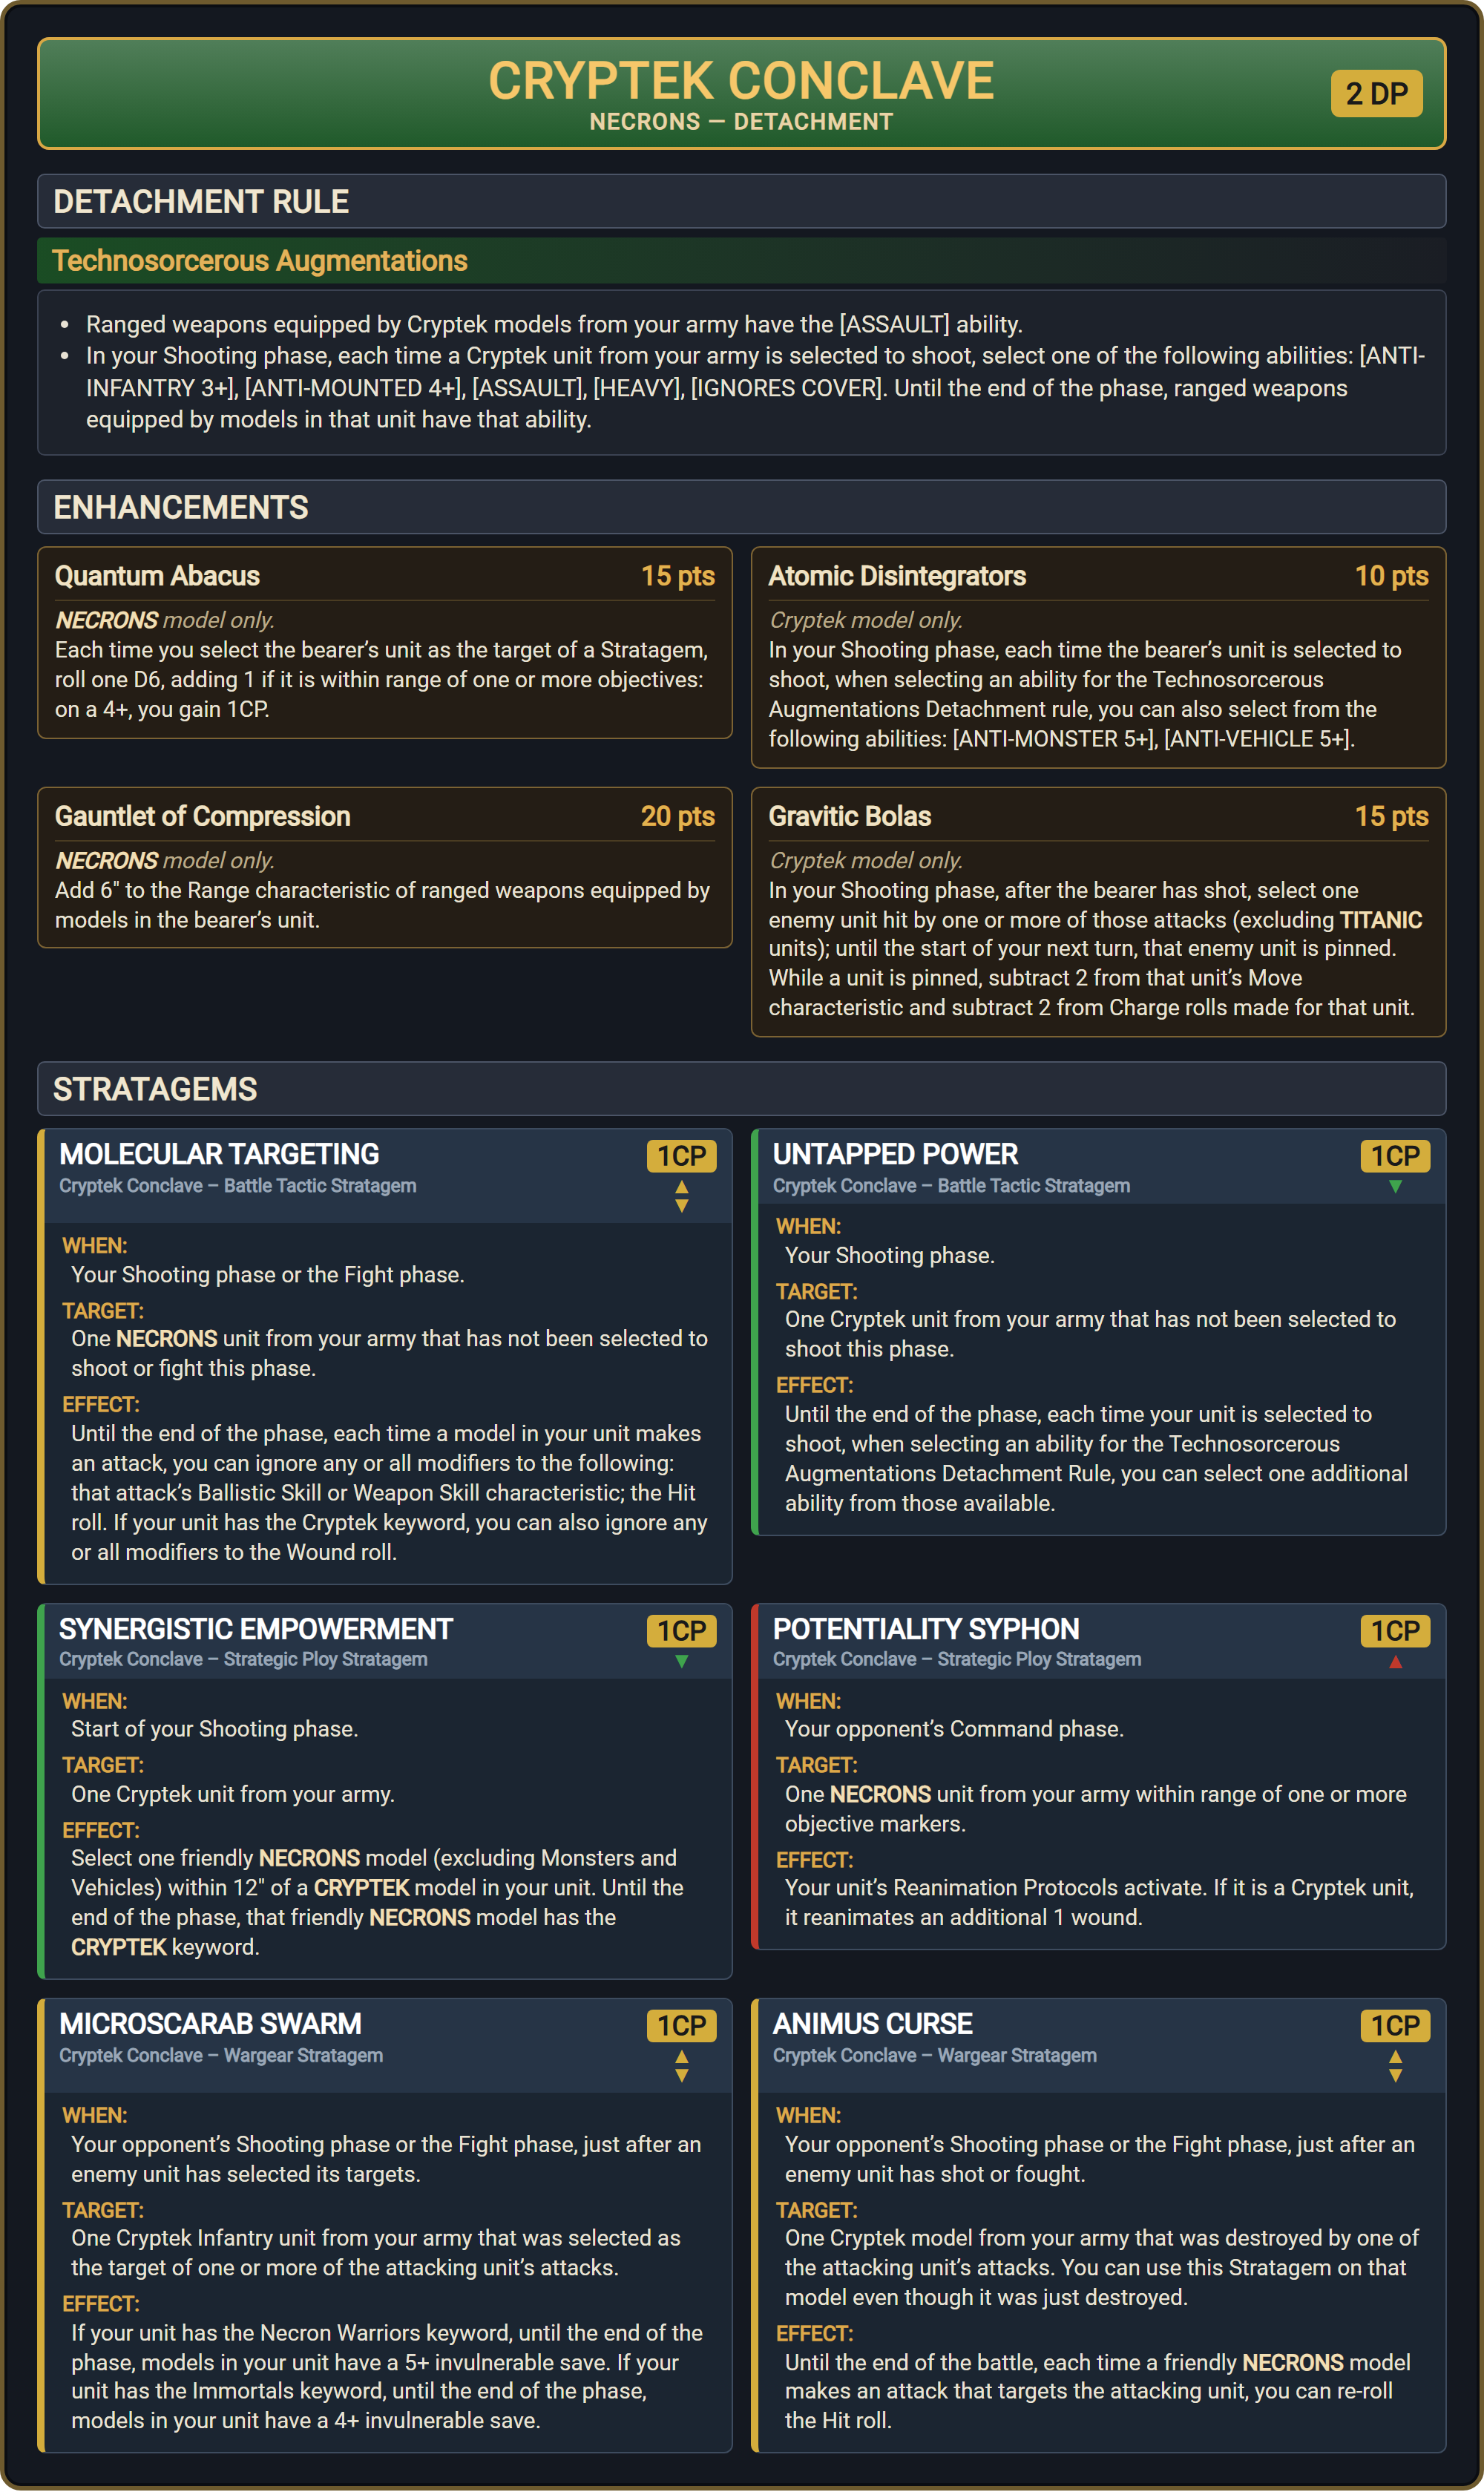 CRYPTEK CONCLAVE
NECRONS — DETACHMENT
2 DP
DETACHMENT RULE
Technosorcerous Augmentations
• Ranged weapons equipped by Cryptek models from your army have the [ASSAULT] ability.
• In your Shooting phase, each time a Cryptek unit from your army is selected to shoot, select one of the following abilities: [ANTI-
INFANTRY 3+], [ANTI-MOUNTED 4+], [ASSAULT], [HEAVY], [IGNORES COVER]. Until the end of the phase, ranged weapons
equipped by models in that unit have that ability.
ENHANCEMENTS
Quantum Abacus 15 pts
NECRONS model only.
Each time you select the bearer’s unit as the target of a Stratagem,
roll one D6, adding 1 if it is within range of one or more objectives:
on a 4+, you gain 1CP.
Atomic Disintegrators 10 pts
Cryptek model only.
In your Shooting phase, each time the bearer’s unit is selected to
shoot, when selecting an ability for the Technosorcerous
Augmentations Detachment rule, you can also select from the
following abilities: [ANTI-MONSTER 5+], [ANTI-VEHICLE 5+].
Gauntlet of Compression 20 pts
NECRONS model only.
Add 6" to the Range characteristic of ranged weapons equipped by
models in the bearer’s unit.
Gravitic Bolas 15 pts
Cryptek model only.
In your Shooting phase, after the bearer has shot, select one
enemy unit hit by one or more of those attacks (excluding TITANIC
units); until the start of your next turn, that enemy unit is pinned.
While a unit is pinned, subtract 2 from that unit’s Move
characteristic and subtract 2 from Charge rolls made for that unit.
STRATAGEMS
MOLECULAR TARGETING 1CP
Cryptek Conclave – Battle Tactic Stratagem
▲
▼
WHEN:
Your Shooting phase or the Fight phase.
TARGET:
One NECRONS unit from your army that has not been selected to
shoot or fight this phase.
EFFECT:
Until the end of the phase, each time a model in your unit makes
an attack, you can ignore any or all modifiers to the following:
that attack’s Ballistic Skill or Weapon Skill characteristic; the Hit
roll. If your unit has the Cryptek keyword, you can also ignore any
or all modifiers to the Wound roll.
UNTAPPED POWER 1CP
Cryptek Conclave – Battle Tactic Stratagem
▼
WHEN:
Your Shooting phase.
TARGET:
One Cryptek unit from your army that has not been selected to
shoot this phase.
EFFECT:
Until the end of the phase, each time your unit is selected to
shoot, when selecting an ability for the Technosorcerous
Augmentations Detachment Rule, you can select one additional
ability from those available.
SYNERGISTIC EMPOWERMENT 1CP
Cryptek Conclave – Strategic Ploy Stratagem
▼
WHEN:
Start of your Shooting phase.
TARGET:
One Cryptek unit from your army.
EFFECT:
Select one friendly NECRONS model (excluding Monsters and
Vehicles) within 12" of a CRYPTEK model in your unit. Until the
end of the phase, that friendly NECRONS model has the
CRYPTEK keyword.
POTENTIALITY SYPHON 1CP
Cryptek Conclave – Strategic Ploy Stratagem
▲
WHEN:
Your opponent’s Command phase.
TARGET:
One NECRONS unit from your army within range of one or more
objective markers.
EFFECT:
Your unit’s Reanimation Protocols activate. If it is a Cryptek unit,
it reanimates an additional 1 wound.
MICROSCARAB SWARM 1CP
Cryptek Conclave – Wargear Stratagem
▲
▼
WHEN:
Your opponent’s Shooting phase or the Fight phase, just after an
enemy unit has selected its targets.
TARGET:
One Cryptek Infantry unit from your army that was selected as
the target of one or more of the attacking unit’s attacks.
EFFECT:
If your unit has the Necron Warriors keyword, until the end of the
phase, models in your unit have a 5+ invulnerable save. If your
unit has the Immortals keyword, until the end of the phase,
models in your unit have a 4+ invulnerable save.
ANIMUS CURSE 1CP
Cryptek Conclave – Wargear Stratagem
▲
▼
WHEN:
Your opponent’s Shooting phase or the Fight phase, just after an
enemy unit has shot or fought.
TARGET:
One Cryptek model from your army that was destroyed by one of
the attacking unit’s attacks. You can use this Stratagem on that
model even though it was just destroyed.
EFFECT:
Until the end of the battle, each time a friendly NECRONS model
makes an attack that targets the attacking unit, you can re-roll
the Hit roll.